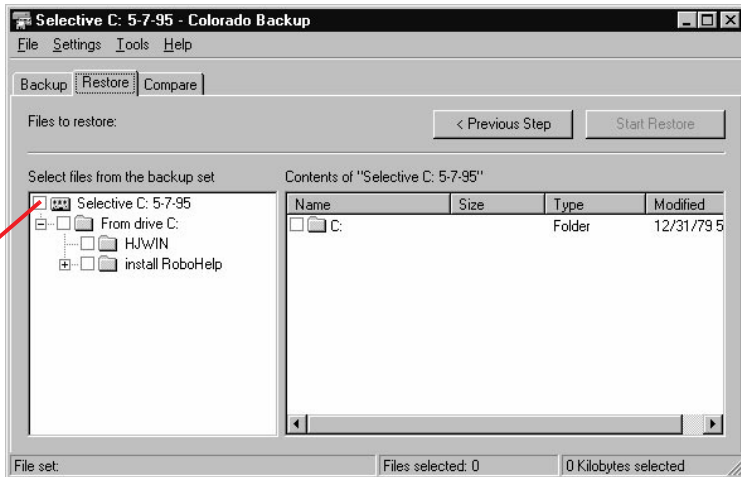 Selective C: 5-7-95 - Colorado Backup
File Settings Tools Help
Backup Restore Compare
Files to restore:
< Previous Step
Start Restore
Select files from the backup set
Contents of "Selective C: 5-7-95"
Selective C: 5-7-95
From drive C:
HJWIN
install RoboHelp
Name Size Type Modified
C: Folder 12/31/79 5
File set:
Files selected: 0
0 Kilobytes selected